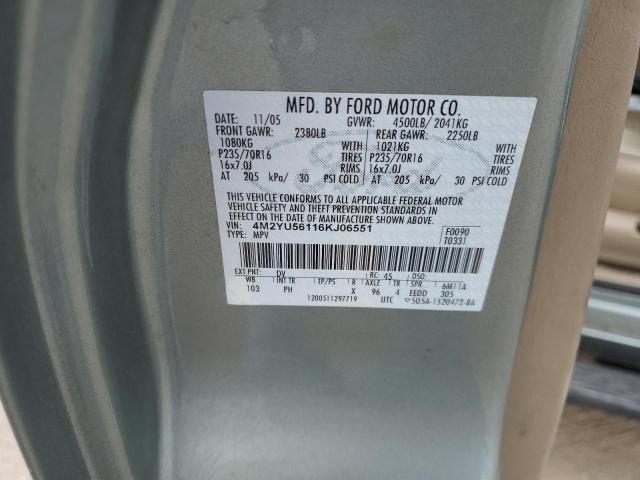 MFD. BY FORD MOTOR CO.
DATE: 11/05 GVWR: 4500LB/ 2041KG
FRONT GAWR: 2380LB REAR GAWR: 2250LB
1080KG WITH 1021KG WITH
P235/70R16 TIRES P235/70R16 TIRES
16x7.0J RIMS 16x7.0J RIMS
AT 205 kPa/ 30 PSI COLD AT 205 kPa/ 30 PSI COLD
THIS VEHICLE CONFORMS TO ALL APPLICABLE FEDERAL MOTOR
VEHICLE SAFETY AND THEFT PREVENTION STANDARDS IN
EFFECT ON THE DATE OF MANUFACTURE SHOWN ABOVE.
VIN: 4M2YU56116KJ06551 F0090
TYPE: MPV T0331
EXT PNT: DV RC: 45 DSO:
WB INT TR TP/PS R AXLE TR SPR 6M11A
103 PH X 96 4 EEDD 305
1200511297719 UTC 5U5A-1520472-BA